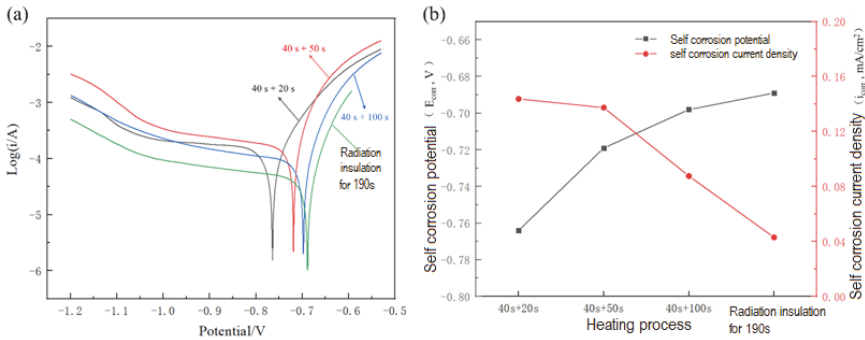 (a)
-2
-3
-4
-5
-6
Log(i/A)
-1.2
-1.1
-1.0
-0.9
-0.8
-0.7
-0.6
-0.5
Potential/V
40 s + 50 s
40 s + 20 s
40 s + 100 s
Radiation
insulation
for 190s
(b)
-0.66
-0.68
-0.70
-0.72
-0.74
-0.76
-0.78
-0.80
Self corrosion potential (Ecorr, V)
Self corrosion potential
self corrosion current density
0.20
0.16
0.12
0.08
0.04
0.00
Self corrosion current density (icorr, mA/cm²)
40s+20s
40s+50s
40s+100s
Radiation insulation
for 190s
Heating process